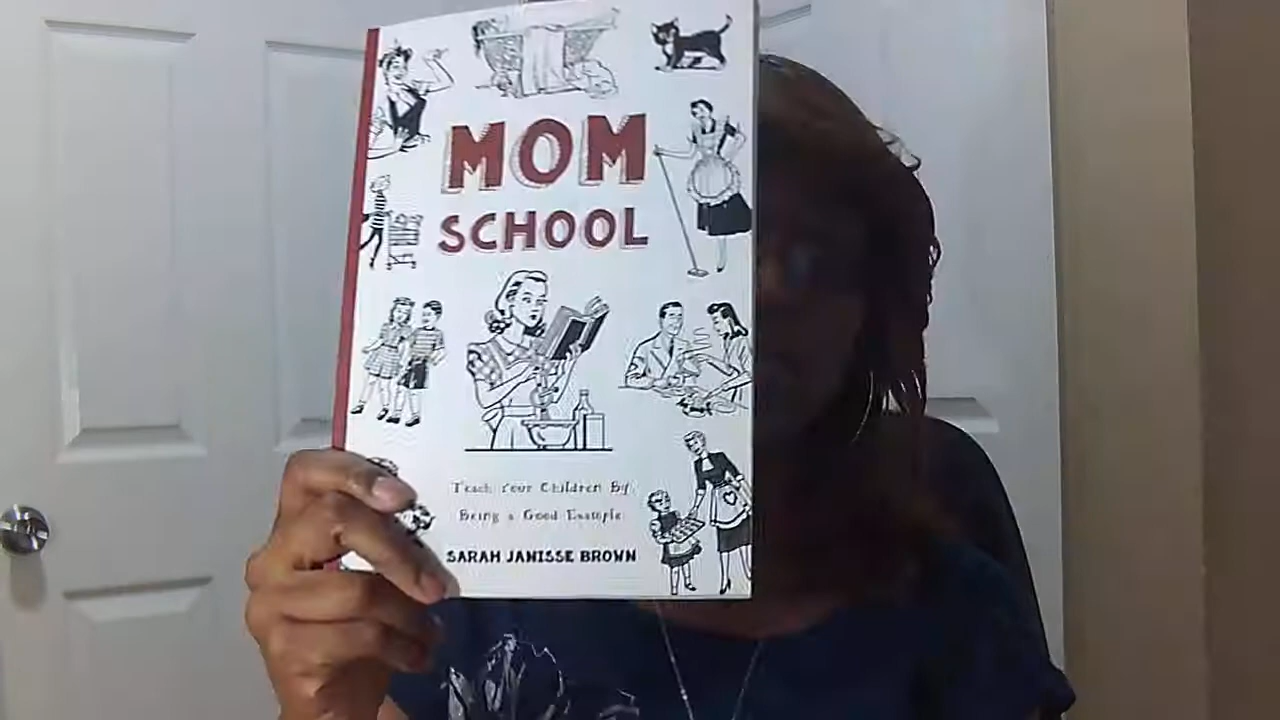 MOM
SCHOOL
Teach Your Children By
Being a Good Example
SARAH JANISSE BROWN